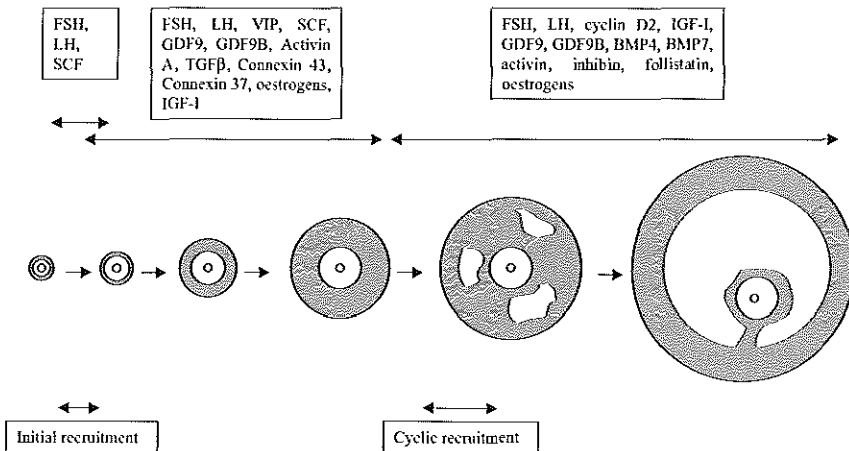 FSH,
LH,
SCF
FSH, LH, VIP, SCF,
GDF9, GDF9B, Activin
A, TGFβ, Connexin 43,
Connexin 37, oestrogens,
IGF-I
FSH, LH, cyclin D2, IGF-I,
GDF9, GDF9B, BMP4, BMP7,
activin, inhibin, follistatin,
oestrogens
Initial recruitment
Cyclic recruitment